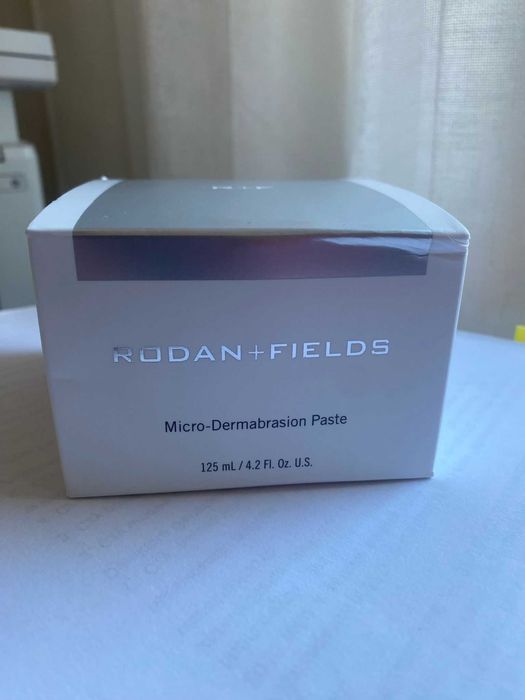 R+F
RODAN+FIELDS
Micro-Dermabrasion Paste
125 mL / 4.2 Fl. Oz. U.S.